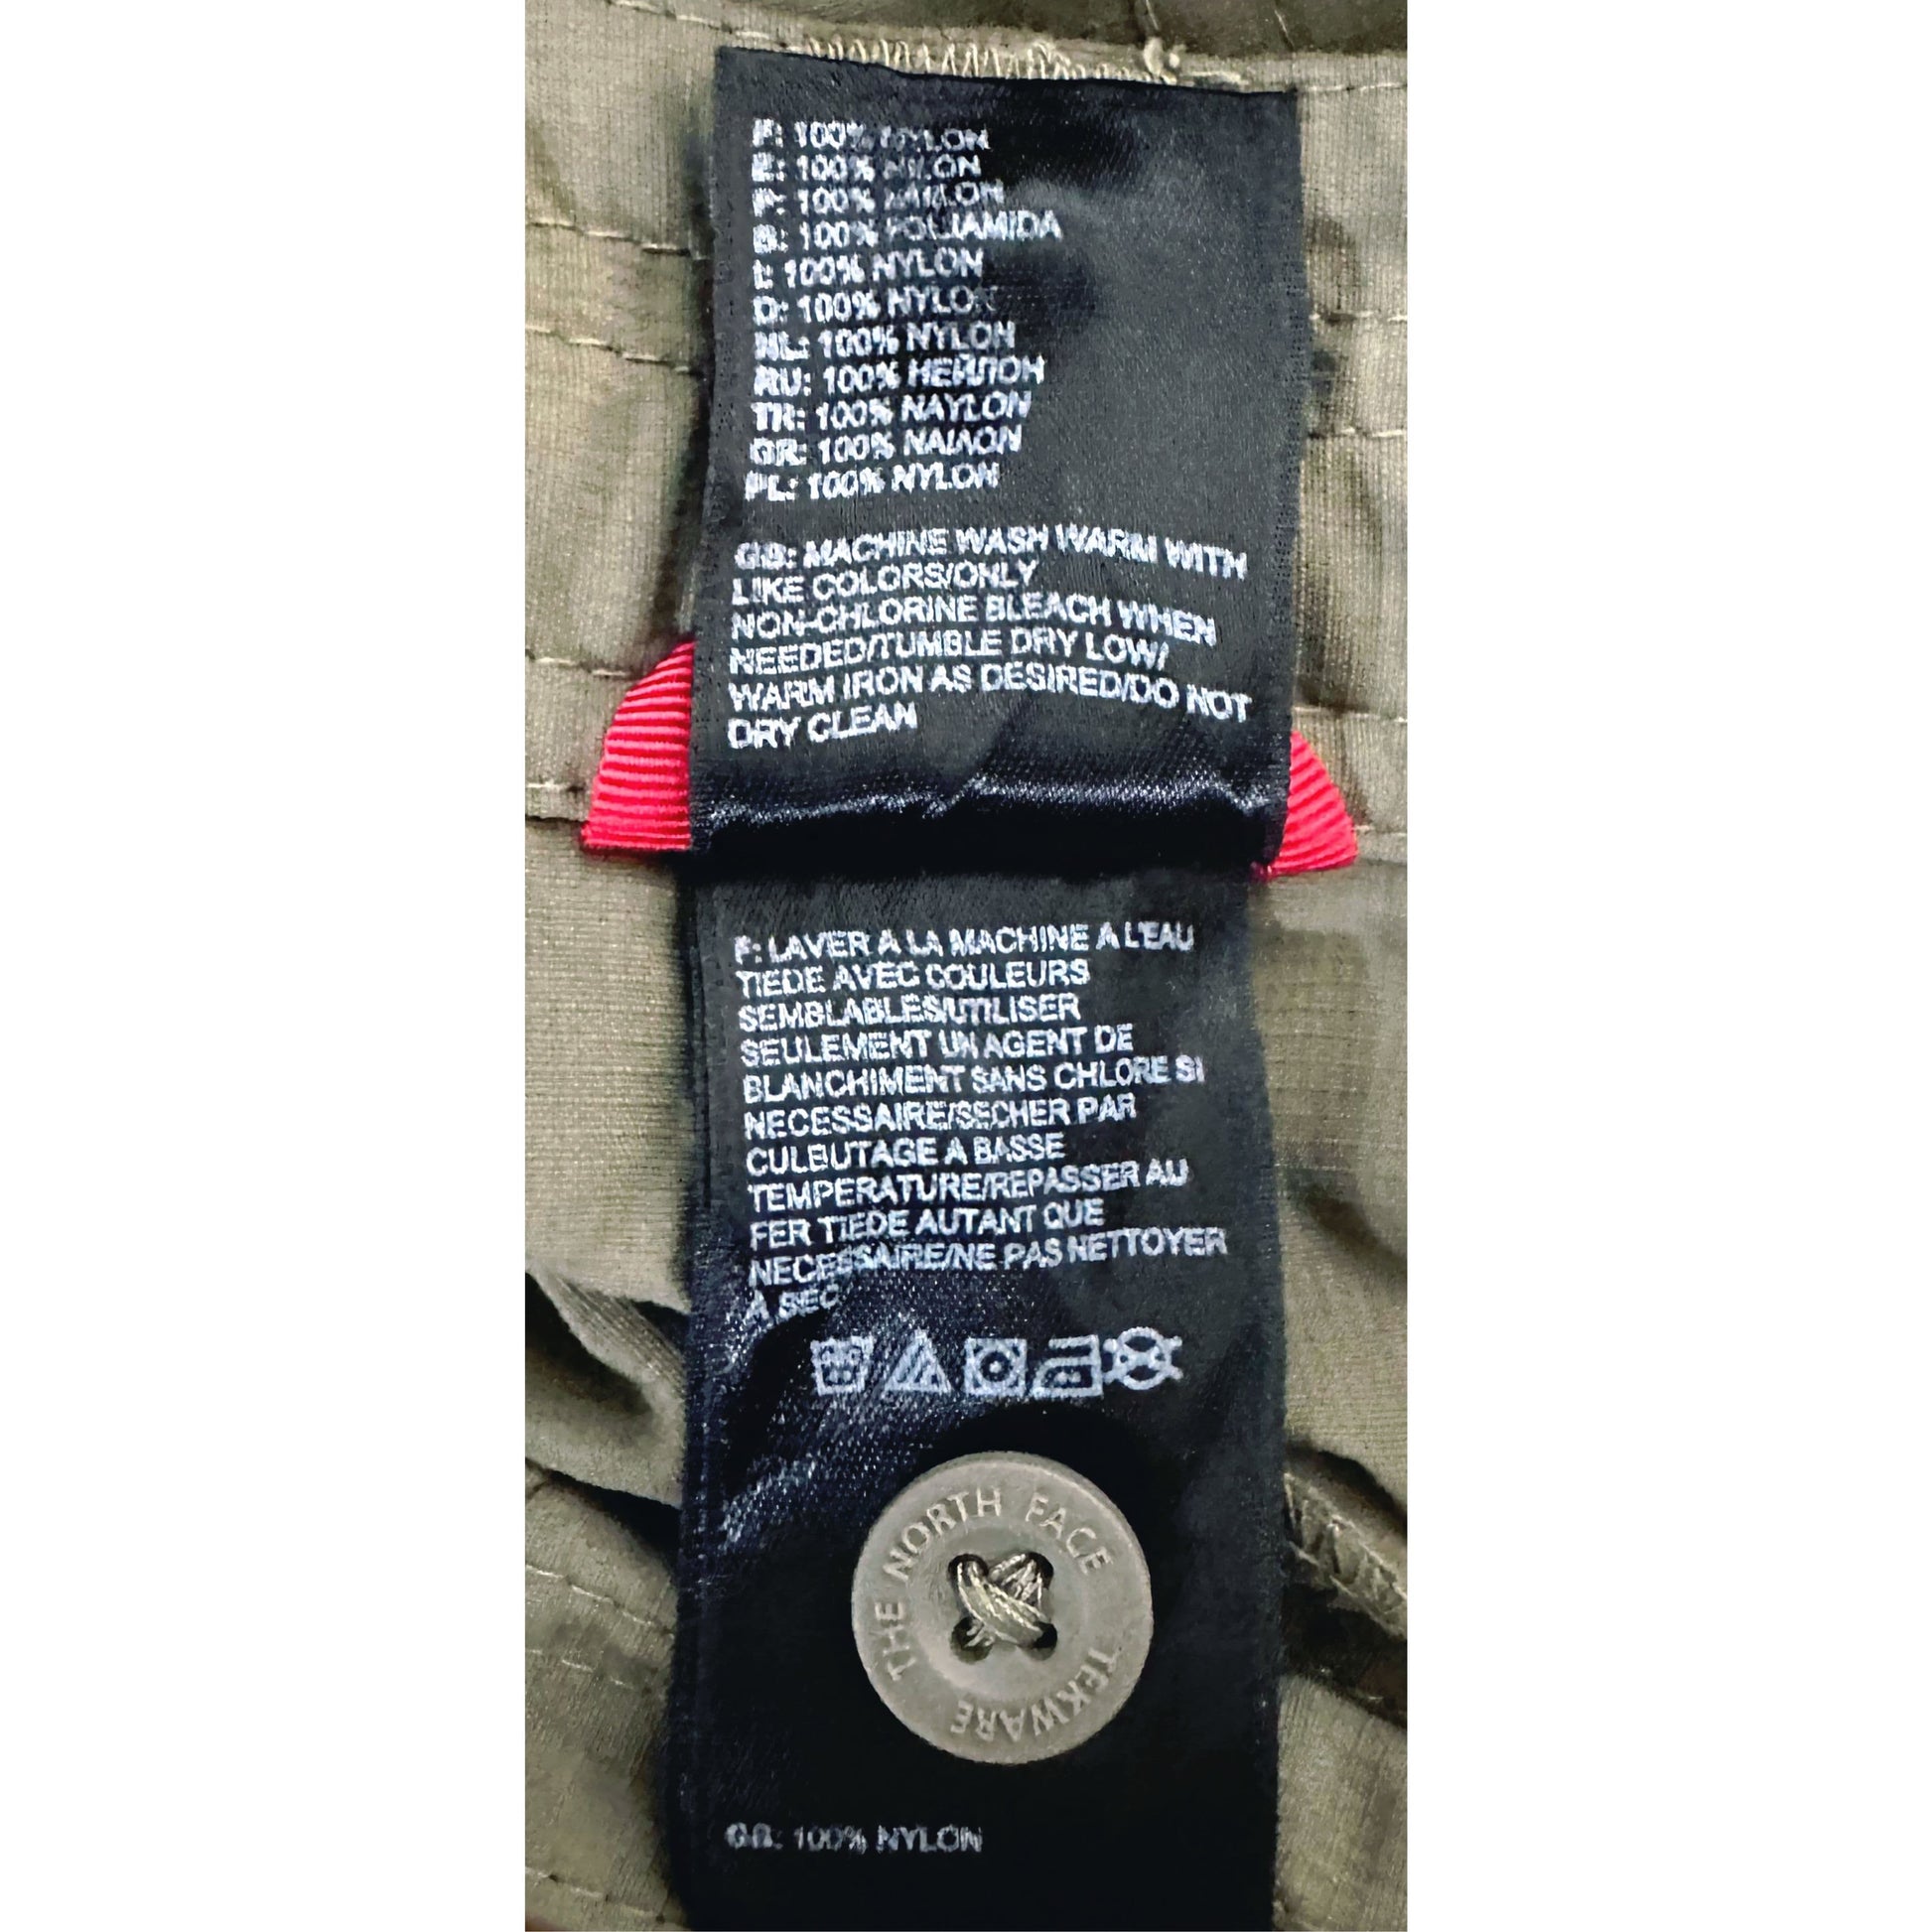 F: 100% NYLON
E: 100% NILON
P: 100% NAILON
B: 100% POLIAMIDA
I: 100% NYLON
D: 100% NYLON
NL: 100% NYLON
RU: 100% НЕЙЛОН
TR: 100% NAYLON
GR: 100% ΝΑΙΛΟΝ
PL: 100% NYLON
GB: MACHINE WASH WARM WITH
LIKE COLORS/ONLY
NON-CHLORINE BLEACH WHEN
NEEDED/TUMBLE DRY LOW/
WARM IRON AS DESIRED/DO NOT
DRY CLEAN
F: LAVER A LA MACHINE A L'EAU
TIEDE AVEC COULEURS
SEMBLABLES/UTILISER
SEULEMENT UN AGENT DE
BLANCHIMENT SANS CHLORE SI
NECESSAIRE/SECHER PAR
CULBUTAGE A BASSE
TEMPERATURE/REPASSER AU
FER TIEDE AUTANT QUE
NECESSAIRE/NE PAS NETTOYER
A SEC
THE NORTH FACE
TEKWARE
GB: 100% NYLON